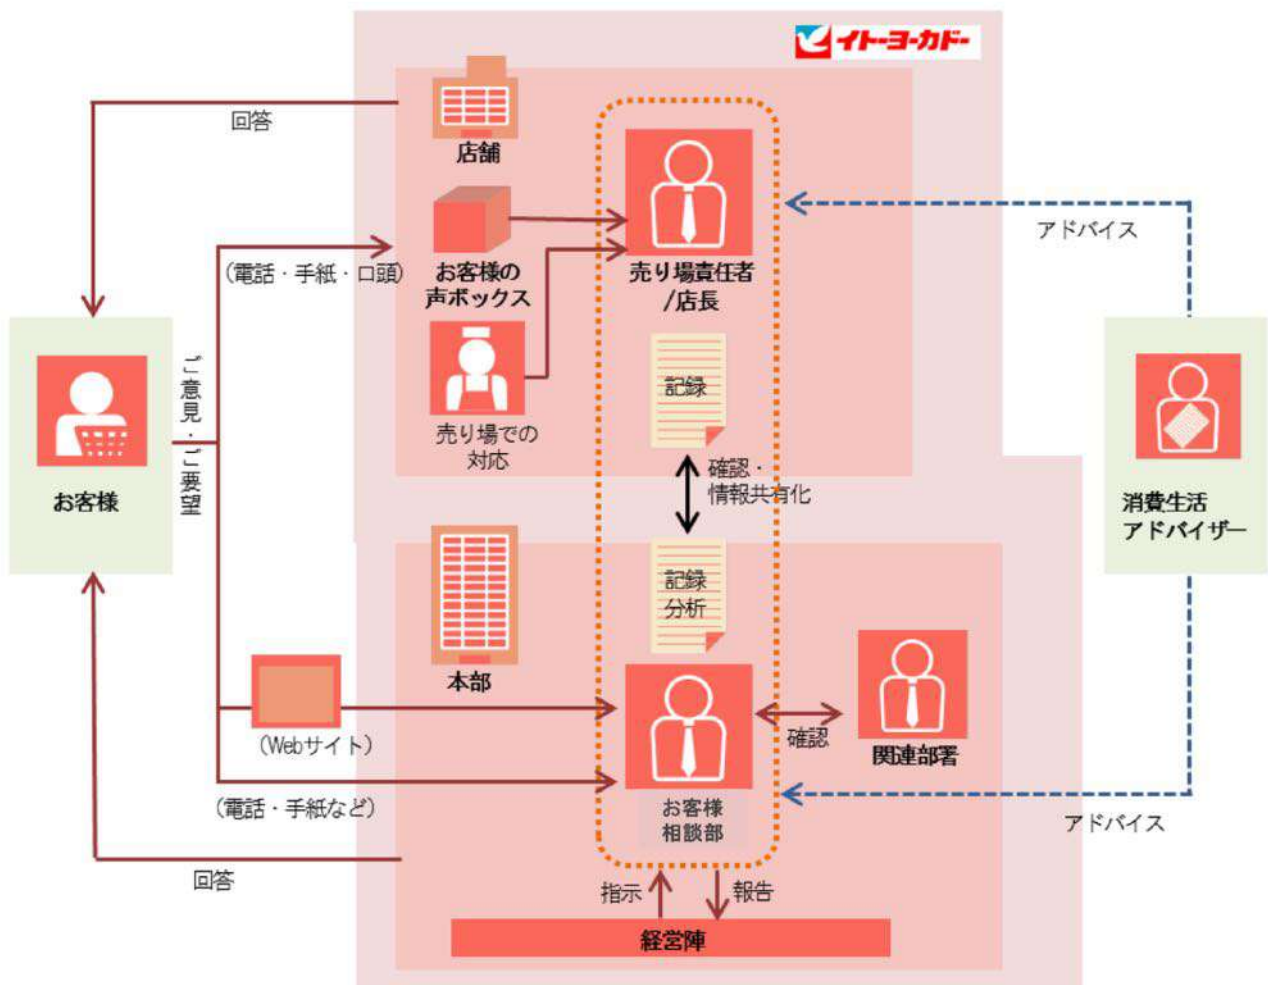 イトーヨーカドー
回答
店舗
(電話・手紙・口頭)
お客様の
声ボックス
売り場責任者
/店長
アドバイス
ご意見・ご要望
お客様
売り場での
対応
記録
確認・
情報共有化
消費生活
アドバイザー
記録
分析
本部
(Webサイト)
確認
関連部署
(電話・手紙など)
お客様
相談部
アドバイス
回答
指示
報告
経営陣